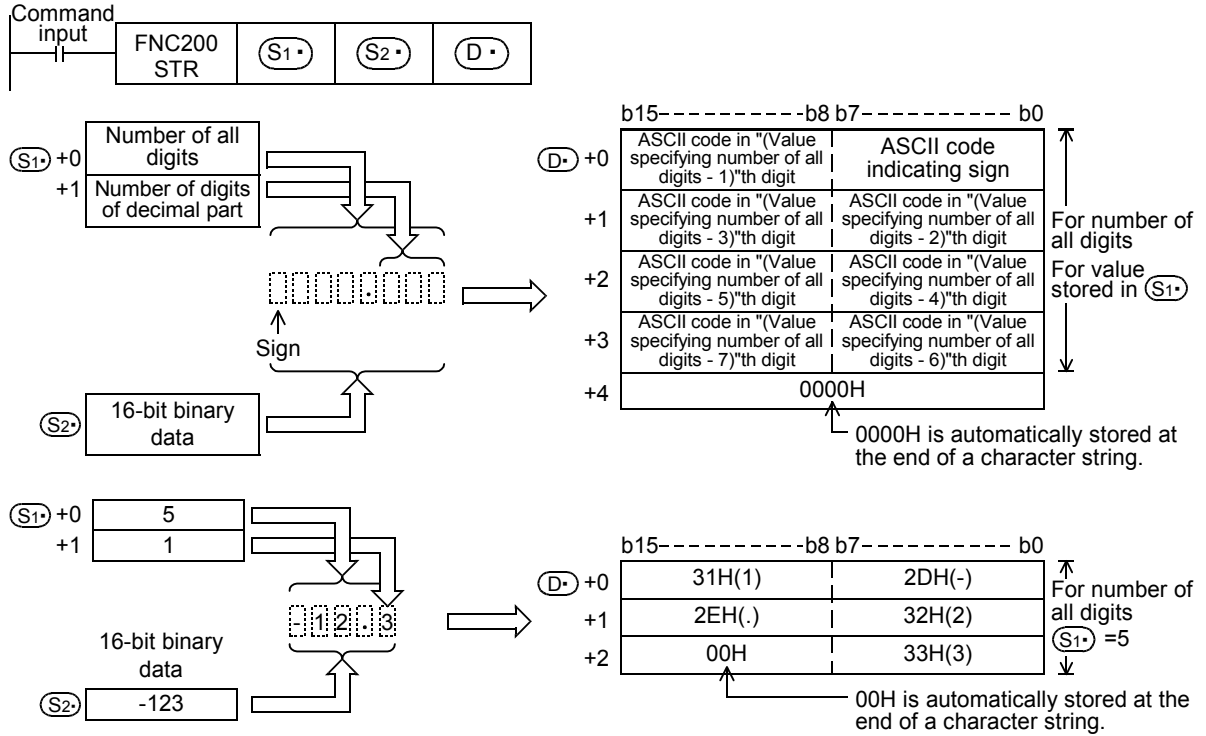 Command
input
FNC200
STR
S1•
S2•
D•
S1• +0
Number of all
digits
+1
Number of digits
of decimal part
.
Sign
S2•
16-bit binary
data
b15 b8 b7 b0
D• +0
ASCII code in "(Value
specifying number of all
digits - 1)"th digit
ASCII code
indicating sign
+1
ASCII code in "(Value
specifying number of all
digits - 3)"th digit
ASCII code in "(Value
specifying number of all
digits - 2)"th digit
+2
ASCII code in "(Value
specifying number of all
digits - 5)"th digit
ASCII code in "(Value
specifying number of all
digits - 4)"th digit
+3
ASCII code in "(Value
specifying number of all
digits - 7)"th digit
ASCII code in "(Value
specifying number of all
digits - 6)"th digit
+4
0000H
For number of
all digits
For value
stored in S1•
0000H is automatically stored at
the end of a character string.
S1• +0
5
+1
1
- 1 2 . 3
16-bit binary
data
S2•
-123
b15 b8 b7 b0
D• +0
31H(1)
2DH(-)
+1
2EH(.)
32H(2)
+2
00H
33H(3)
For number of
all digits
S1• =5
00H is automatically stored at the
end of a character string.